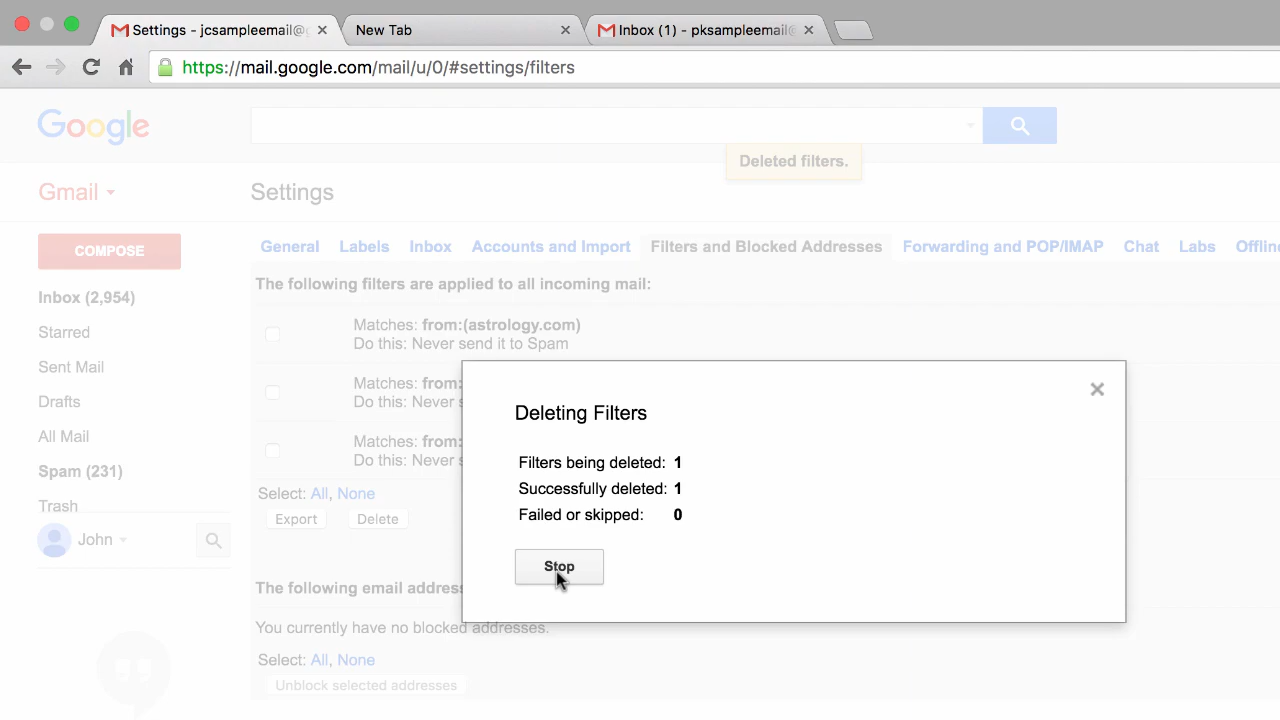 Settings - jcsampleemail@g
New Tab
Inbox (1) - pksampleemail@
https://mail.google.com/mail/u/0/#settings/filters
Google
Deleted filters.
Gmail
Settings
COMPOSE
General Labels Inbox Accounts and Import Filters and Blocked Addresses Forwarding and POP/IMAP Chat Labs Offlin
The following filters are applied to all incoming mail:
Inbox (2,954)
Starred
Sent Mail
Drafts
All Mail
Spam (231)
Trash
John
Matches: from:(astrology.com)
Do this: Never send it to Spam
Matches: from:
Do this: Never s
Matches: from:
Do this: Never s
Select: All, None
Export Delete
Deleting Filters
Filters being deleted: 1
Successfully deleted: 1
Failed or skipped: 0
Stop
The following email addres
You currently have no blocked addresses.
Select: All, None
Unblock selected addresses